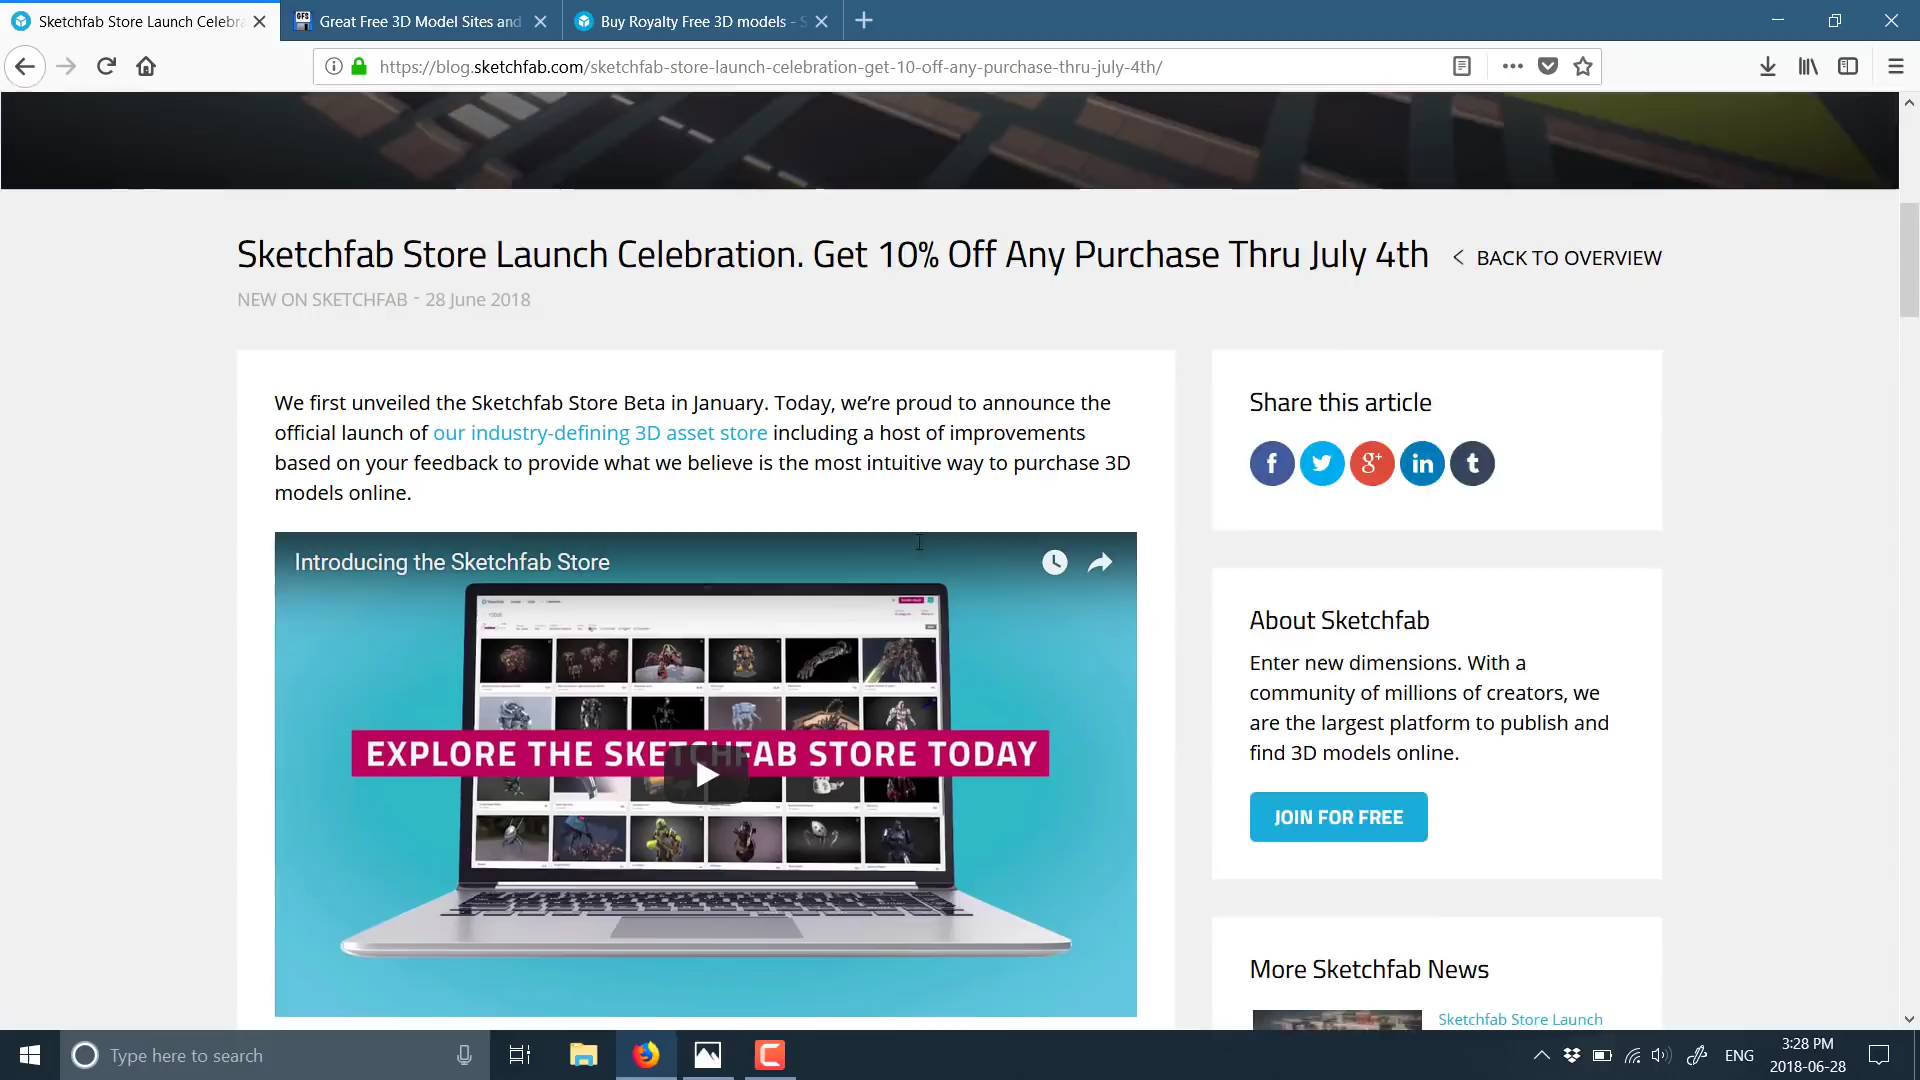 Sketchfab Store Launch Celebra
Great Free 3D Model Sites and
Buy Royalty Free 3D models - S
https://blog.sketchfab.com/sketchfab-store-launch-celebration-get-10-off-any-purchase-thru-july-4th/
Sketchfab Store Launch Celebration. Get 10% Off Any Purchase Thru July 4th
BACK TO OVERVIEW
NEW ON SKETCHFAB - 28 June 2018
We first unveiled the Sketchfab Store Beta in January. Today, we’re proud to announce the
official launch of our industry-defining 3D asset store including a host of improvements
based on your feedback to provide what we believe is the most intuitive way to purchase 3D
models online.
Introducing the Sketchfab Store
EXPLORE THE SKETCHFAB STORE TODAY
Share this article
About Sketchfab
Enter new dimensions. With a
community of millions of creators, we
are the largest platform to publish and
find 3D models online.
JOIN FOR FREE
More Sketchfab News
Sketchfab Store Launch
Type here to search
ENG
3:28 PM
2018-06-28